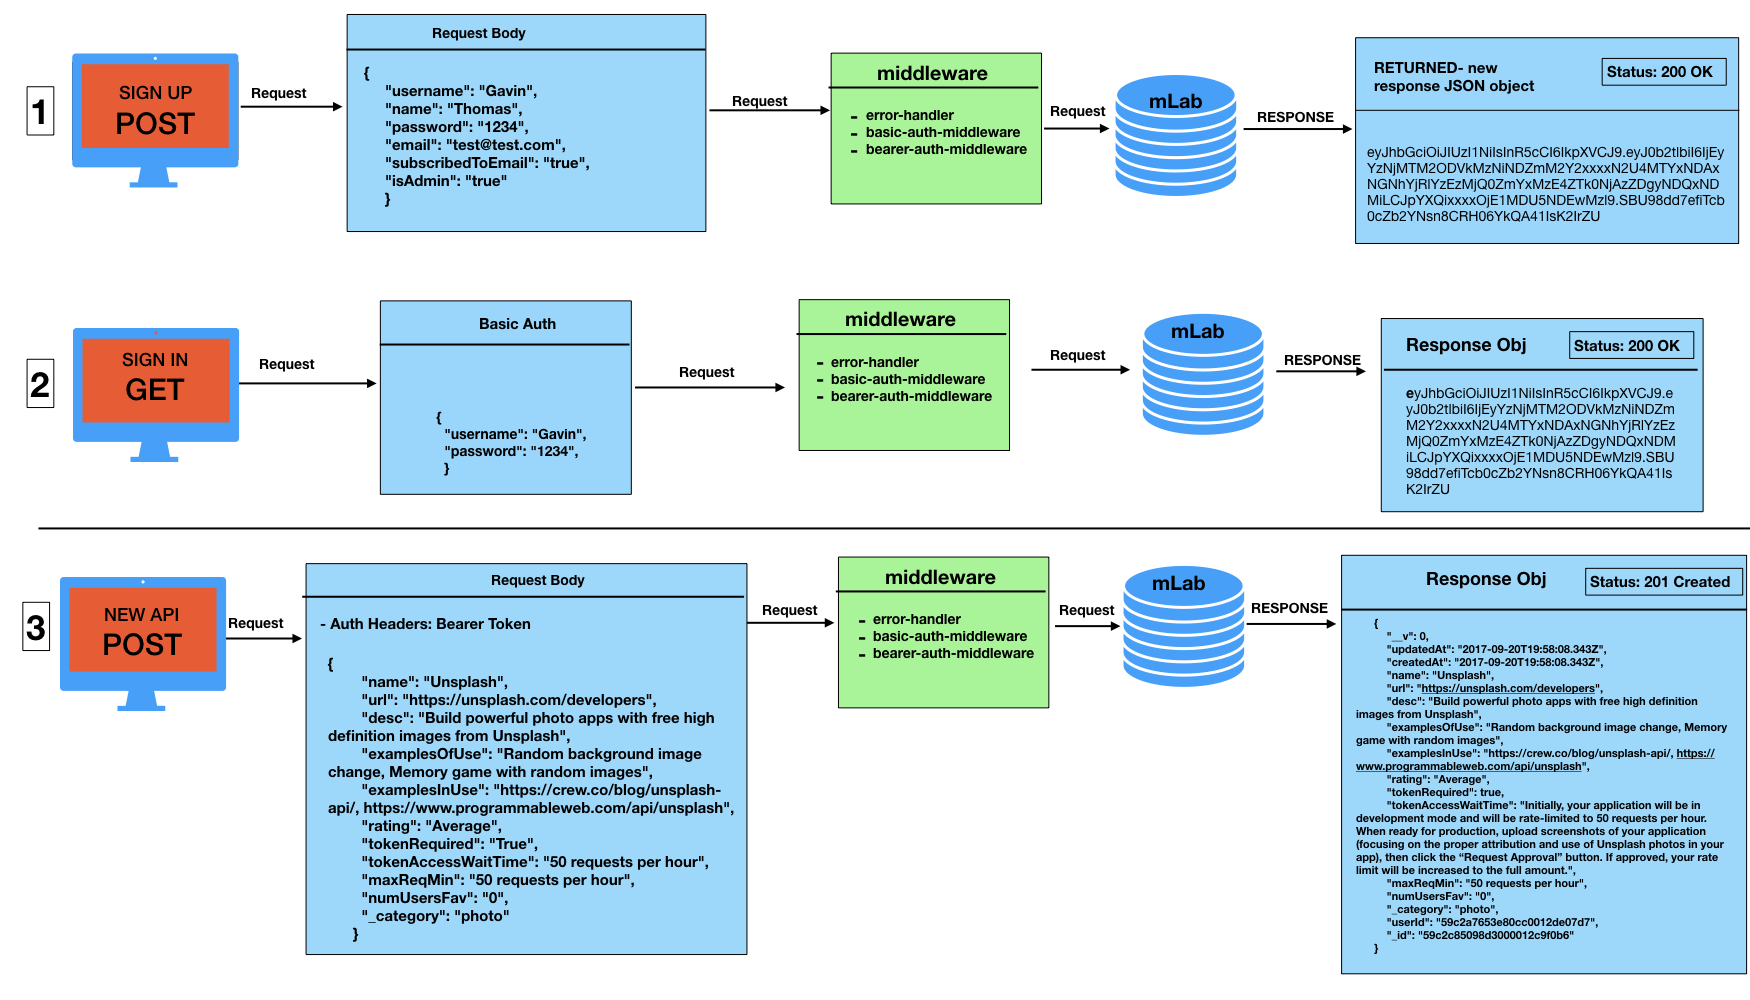 1
SIGN UP
POST
Request
Request Body
{
"username": "Gavin",
"name": "Thomas",
"password": "1234",
"email": "test@test.com",
"subscribedToEmail": "true",
"isAdmin": "true"
}
Request
middleware
- error-handler
- basic-auth-middleware
- bearer-auth-middleware
Request
mLab
RESPONSE
RETURNED- new
response JSON object
Status: 200 OK
eyJhbGciOiJIUzI1NiIsInR5cCI6IkpXVCJ9.eyJ0b2tlbiI6IjEy
YzNjMTM2ODVkMzNiNDZmM2Y2xxxxN2U4MTYxNDAx
NGNhYjRlYzEzMjQ0ZmYxMzE4ZTk0NjAzZDgyNDQxND
MiLCJpYXQixxxxOjE1MDU5NDEwMzl9.SBU98dd7efiTcb
0cZb2YNsn8CRH06YkQA41IsK2IrZU
2
SIGN IN
GET
Request
Basic Auth
{
"username": "Gavin",
"password": "1234",
}
Request
middleware
- error-handler
- basic-auth-middleware
- bearer-auth-middleware
Request
mLab
RESPONSE
Response Obj
Status: 200 OK
eyJhbGciOiJIUzI1NiIsInR5cCI6IkpXVCJ9.e
yJ0b2tlbiI6IjEyYzNjMTM2ODVkMzNiNDZm
M2Y2xxxxN2U4MTYxNDAxNGNhYjRlYzEz
MjQ0ZmYxMzE4ZTk0NjAzZDgyNDQxNDM
iLCJpYXQixxxxOjE1MDU5NDEwMzl9.SBU
98dd7efiTcb0cZb2YNsn8CRH06YkQA41Is
K2IrZU
3
NEW API
POST
Request
Request Body
- Auth Headers: Bearer Token
{
"name": "Unsplash",
"url": "https://unsplash.com/developers",
"desc": "Build powerful photo apps with free high
definition images from Unsplash",
"examplesOfUse": "Random background image
change, Memory game with random images",
"examplesInUse": "https://crew.co/blog/unsplash-
api/, https://www.programmableweb.com/api/unsplash",
"rating": "Average",
"tokenRequired": "True",
"tokenAccessWaitTime": "50 requests per hour",
"maxReqMin": "50 requests per hour",
"numUsersFav": "0",
"_category": "photo"
}
Request
middleware
- error-handler
- basic-auth-middleware
- bearer-auth-middleware
Request
mLab
RESPONSE
Response Obj
Status: 201 Created
{
"__v": 0,
"updatedAt": "2017-09-20T19:58:08.343Z",
"createdAt": "2017-09-20T19:58:08.343Z",
"name": "Unsplash",
"url": "https://unsplash.com/developers",
"desc": "Build powerful photo apps with free high definition
images from Unsplash",
"examplesOfUse": "Random background image change, Memory
game with random images",
"examplesInUse": "https://crew.co/blog/unsplash-api/, https://
www.programmableweb.com/api/unsplash",
"rating": "Average",
"tokenRequired": true,
"tokenAccessWaitTime": "Initially, your application will be in
development mode and will be rate-limited to 50 requests per hour.
When ready for production, upload screenshots of your application
(focusing on the proper attribution and use of Unsplash photos in your
app), then click the “Request Approval” button. If approved, your rate
limit will be increased to the full amount.",
"maxReqMin": "50 requests per hour",
"numUsersFav": "0",
"_category": "photo",
"userId": "59c2a7653e80cc0012de07d7",
"_id": "59c2c85098d3000012c9f0b6"
}